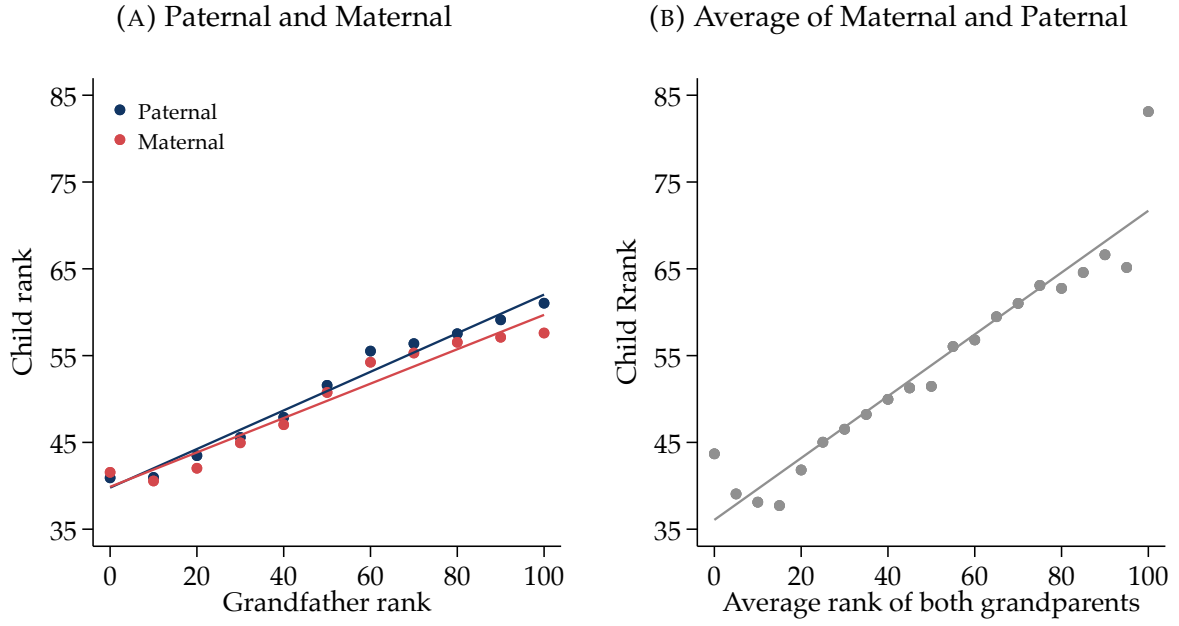 (A) Paternal and Maternal
85
75
65
55
45
35
Child rank
Paternal
Maternal
0 20 40 60 80 100
Grandfather rank
(B) Average of Maternal and Paternal
85
75
65
55
45
35
Child Rrank
0 20 40 60 80 100
Average rank of both grandparents